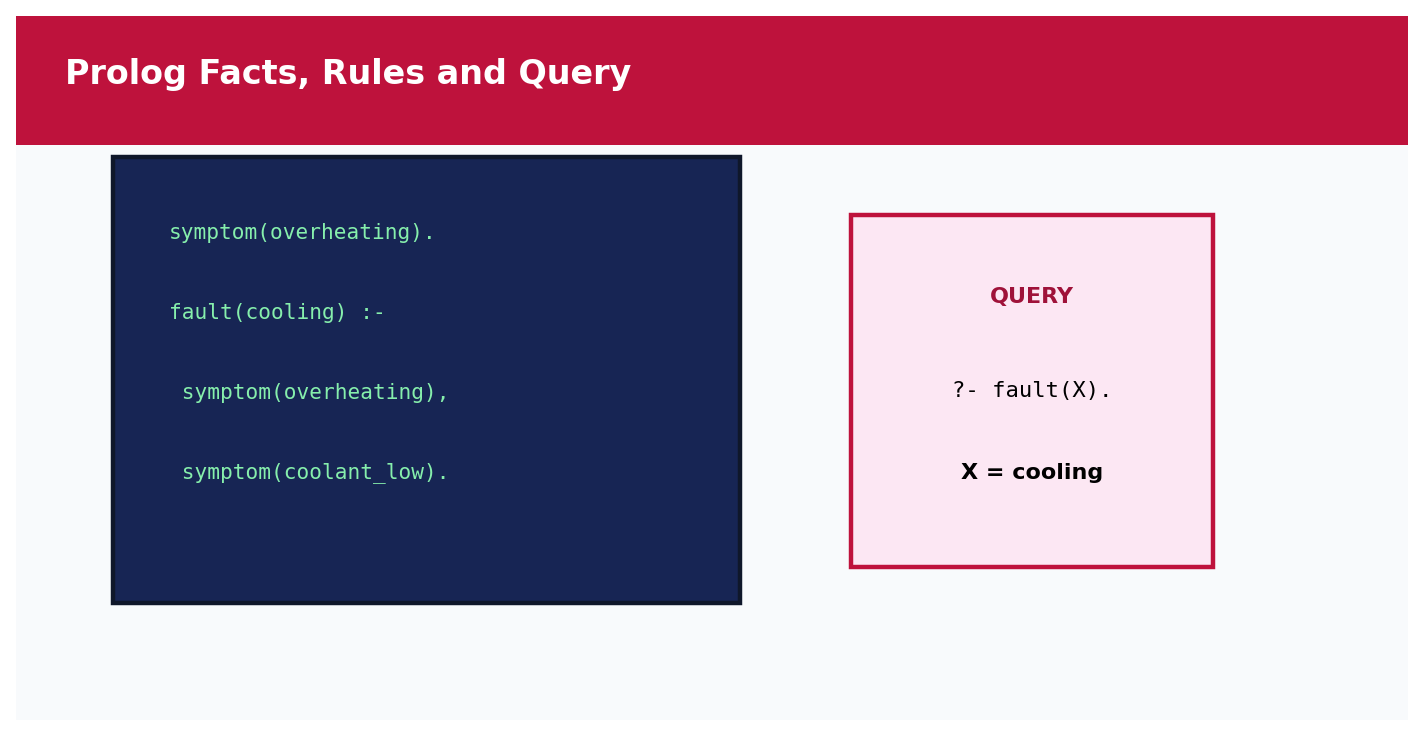 Prolog Facts, Rules and Query
symptom(overheating).
fault(cooling) :-
 symptom(overheating),
 symptom(coolant_low).
QUERY
?- fault(X).
X = cooling